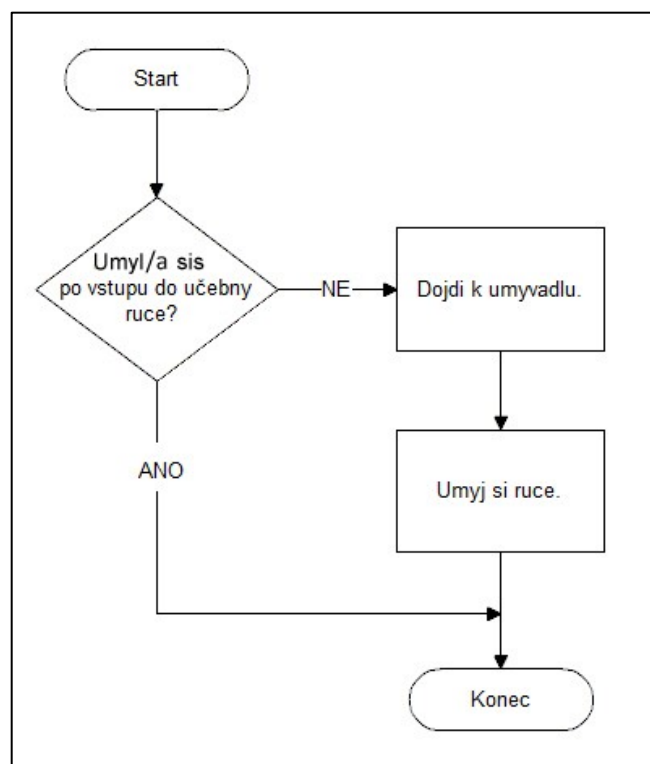 Start
Umyl/a sis
po vstupu do učebny
ruce?
NE
Dojdi k umyvadlu.
ANO
Umyj si ruce.
Konec